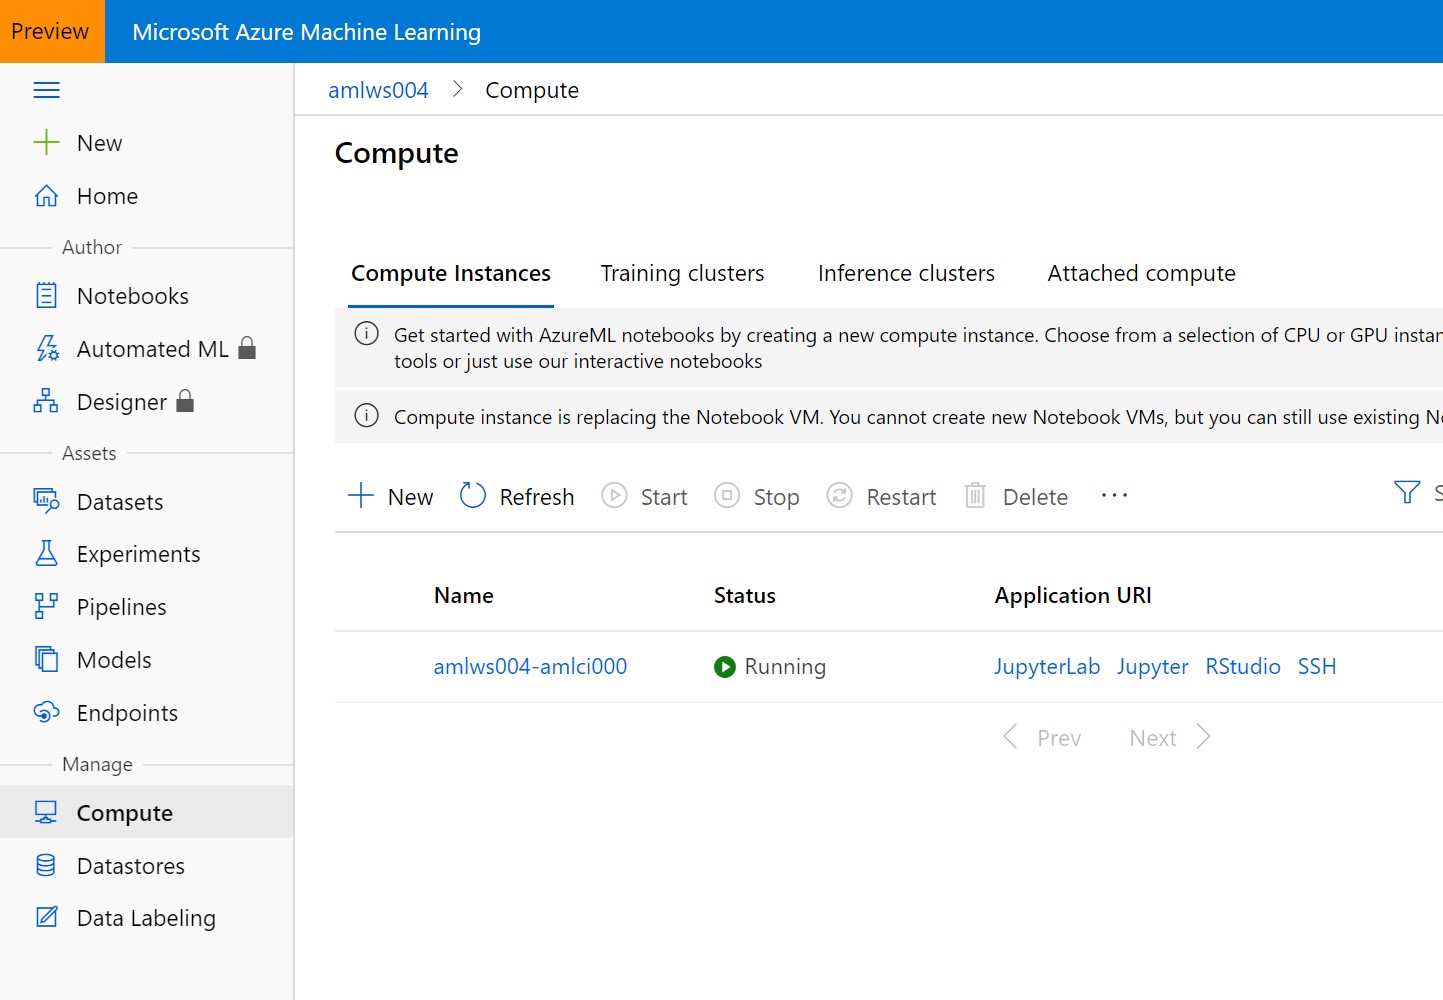 Preview
Microsoft Azure Machine Learning
New
Home
Author
Notebooks
Automated ML
Designer
Assets
Datasets
Experiments
Pipelines
Models
Endpoints
Manage
Compute
Datastores
Data Labeling
amlws004 > Compute
Compute
Compute Instances Training clusters Inference clusters Attached compute
Get started with AzureML notebooks by creating a new compute instance. Choose from a selection of CPU or GPU instan
tools or just use our interactive notebooks
Compute instance is replacing the Notebook VM. You cannot create new Notebook VMs, but you can still use existing No
New Refresh Start Stop Restart Delete ··· S
Name Status Application URI
amlws004-amlci000 Running JupyterLab Jupyter RStudio SSH
Prev Next